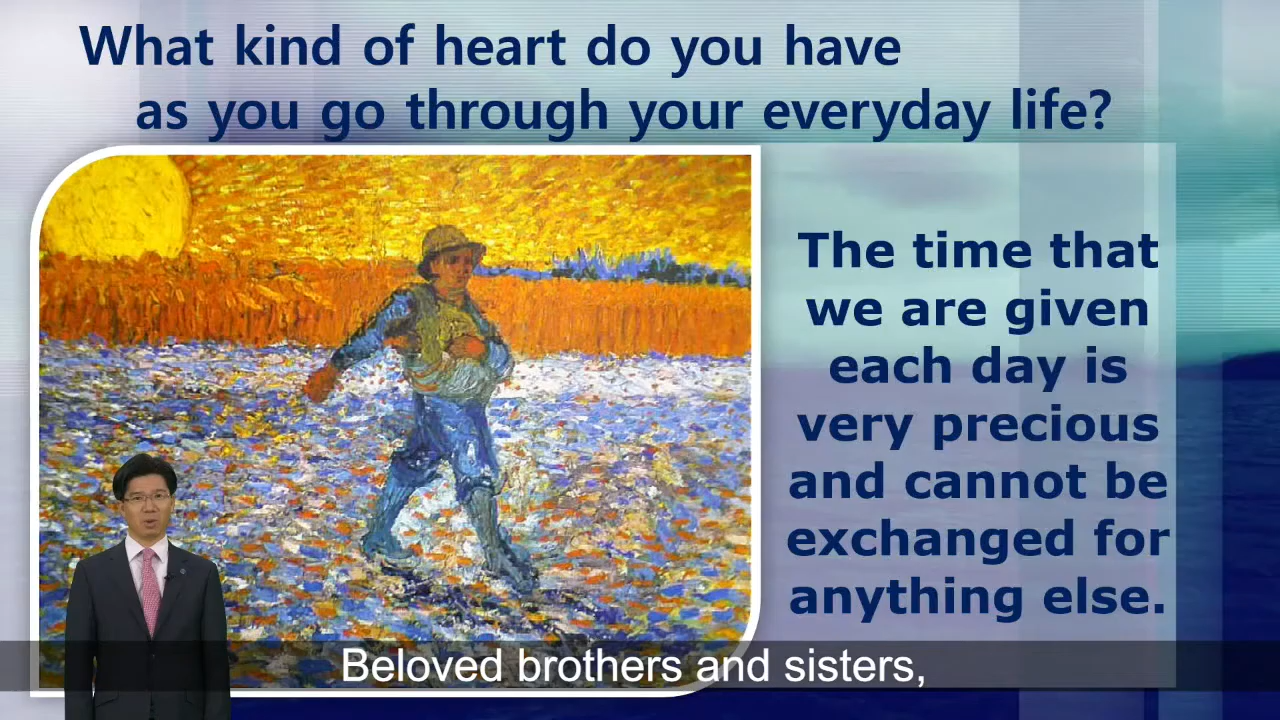 What kind of heart do you have
as you go through your everyday life?
The time that
we are given
each day is
very precious
and cannot be
exchanged for
anything else.
Beloved brothers and sisters,